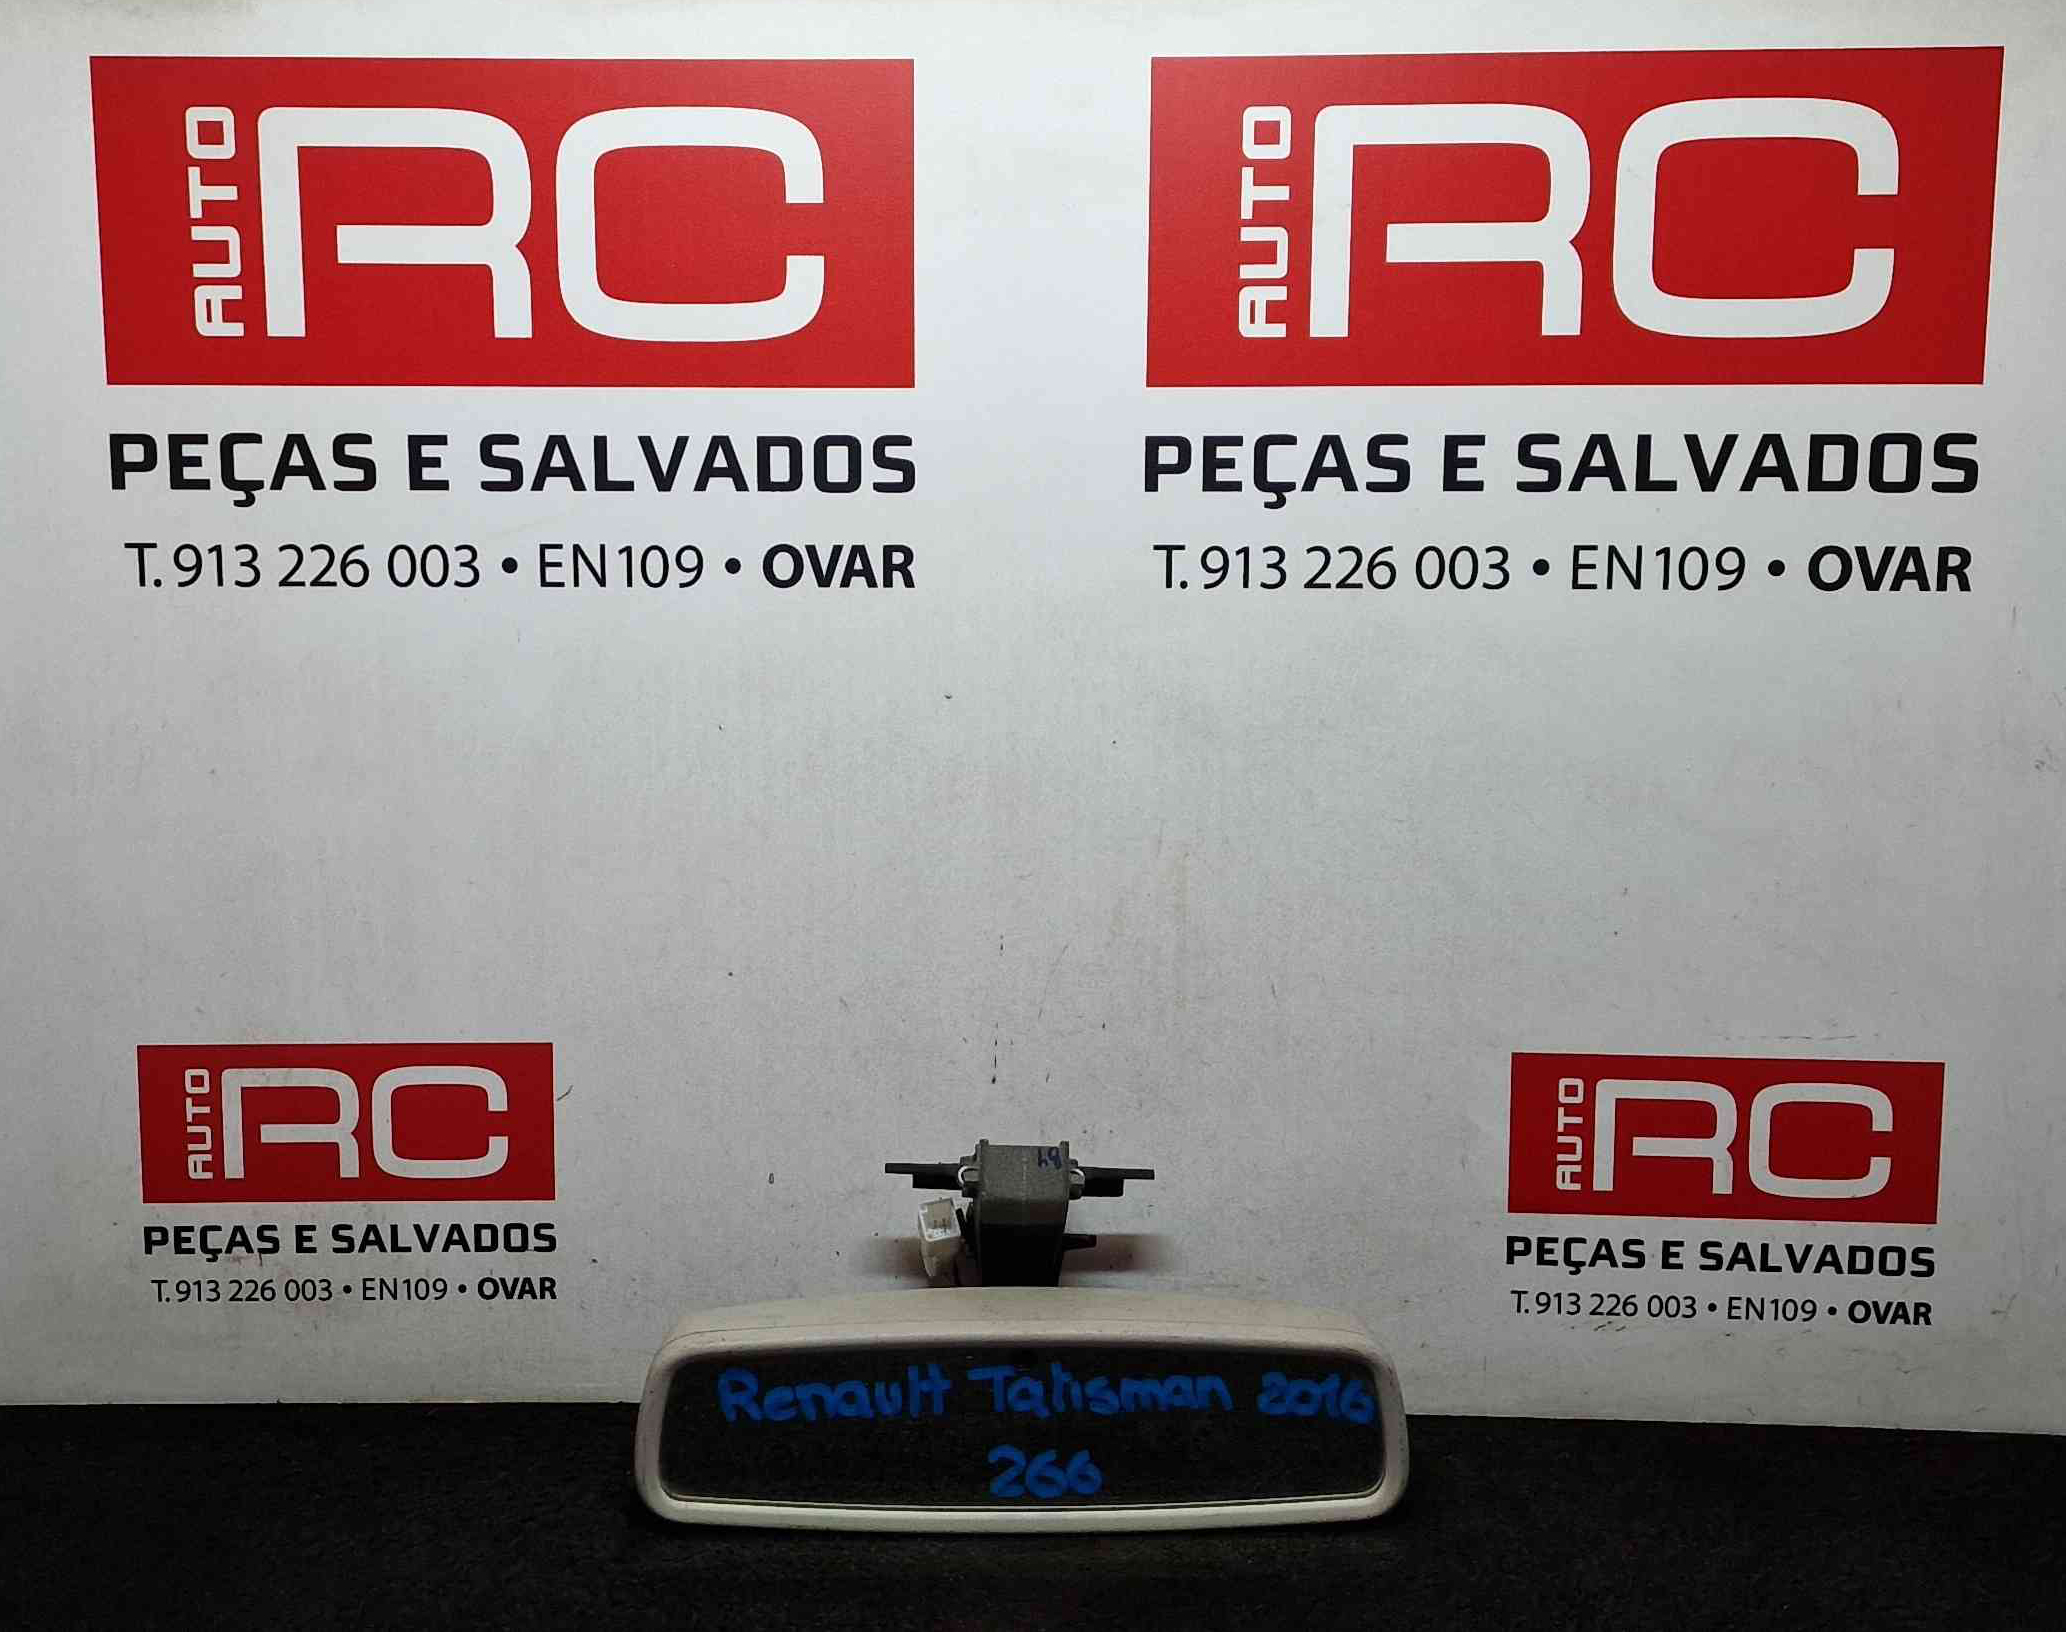 AUTO RC
PEÇAS E SALVADOS
T. 913 226 003 • EN109 • OVAR
AUTO RC
PEÇAS E SALVADOS
T. 913 226 003 • EN109 • OVAR
AUTO RC
PEÇAS E SALVADOS
T. 913 226 003 • EN109 • OVAR
AUTO RC
PEÇAS E SALVADOS
T. 913 226 003 • EN109 • OVAR
Renault Talisman 2016
266